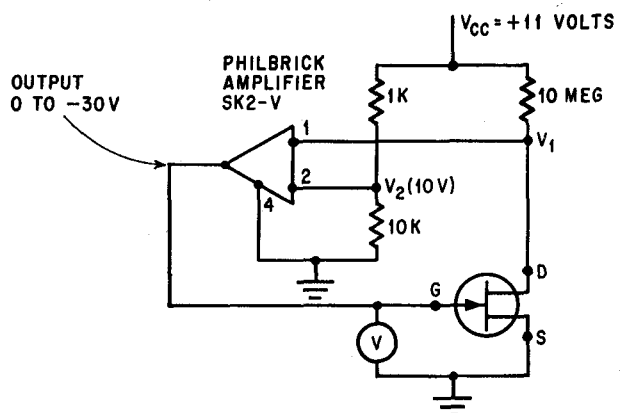 VCC = +11 VOLTS
PHILBRICK
AMPLIFIER
SK2-V
OUTPUT
0 TO -30V
1K
10 MEG
1
V1
2
V2 (10V)
4
10K
D
G
V
S